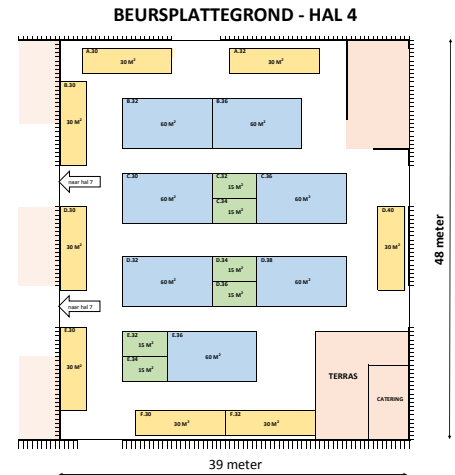 BEURSPLATTEGROND - HAL 4
A.30
30 M²
A.32
30 M²
B.30
30 M²
B.32
60 M²
B.36
60 M²
naar hal 7
C.30
60 M²
C.32
15 M²
C.34
15 M²
C.36
60 M²
D.30
30 M²
D.32
60 M²
D.34
15 M²
D.36
15 M²
D.38
60 M²
D.40
30 M²
48 meter
naar hal 7
E.30
30 M²
E.32
15 M²
E.34
15 M²
E.36
60 M²
TERRAS
CATERING
F.30
30 M²
F.32
30 M²
39 meter